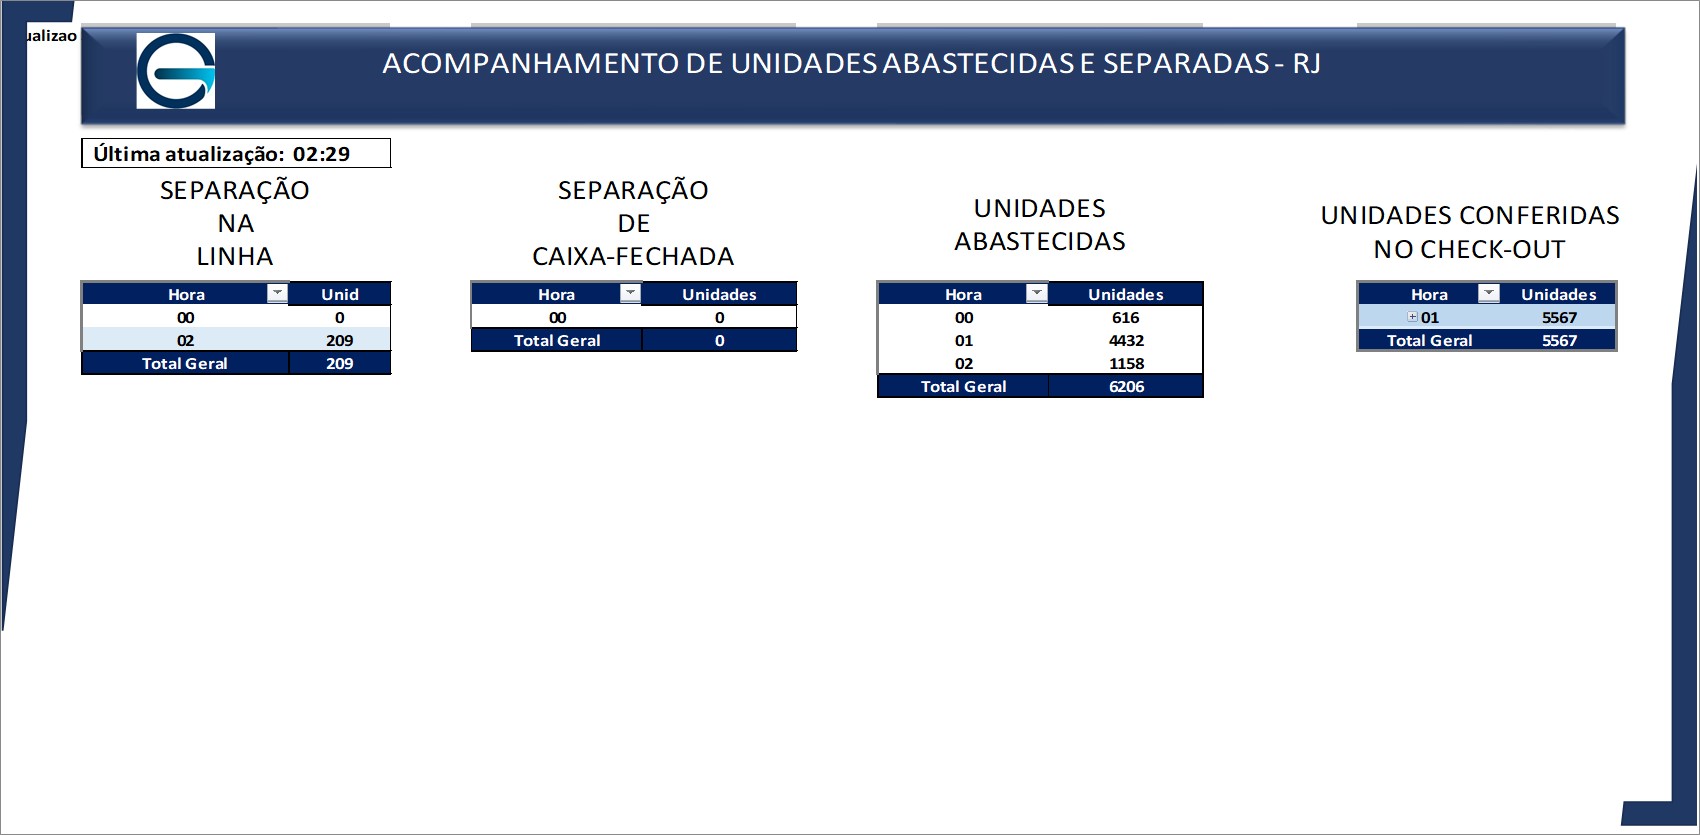 ualizao
ACOMPANHAMENTO DE UNIDADES ABASTECIDAS E SEPARADAS - RJ
Última atualização: 02:29
SEPARAÇÃO
NA
LINHA
Hora Unid
00 0
02 209
Total Geral 209
SEPARAÇÃO
DE
CAIXA-FECHADA
Hora Unidades
00 0
Total Geral 0
UNIDADES
ABASTECIDAS
Hora Unidades
00 616
01 4432
02 1158
Total Geral 6206
UNIDADES CONFERIDAS
NO CHECK-OUT
Hora Unidades
01 5567
Total Geral 5567